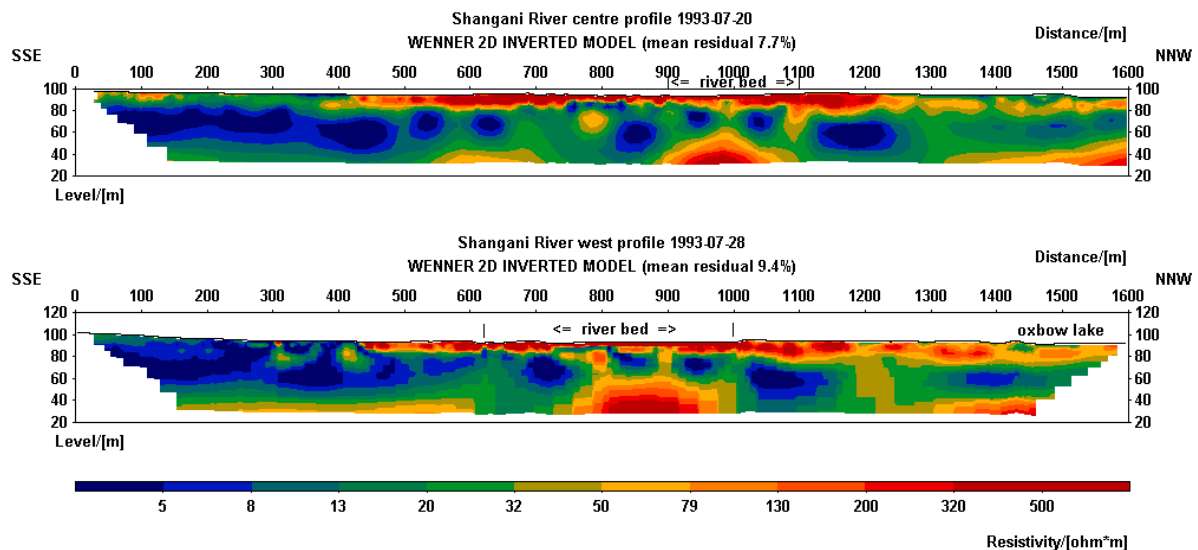 Shangani River centre profile 1993-07-20
Distance/[m]
WENNER 2D INVERTED MODEL (mean residual 7.7%)
SSE
NNW
0 100 200 300 400 500 600 700 800 900 1000 1100 1200 1300 1400 1500 1600
<= river bed =>
100 100
80 80
60 60
40 40
20 20
Level/[m]
Shangani River west profile 1993-07-28
Distance/[m]
WENNER 2D INVERTED MODEL (mean residual 9.4%)
SSE
NNW
0 100 200 300 400 500 600 700 800 900 1000 1100 1200 1300 1400 1500 1600
120 120
<= river bed =>
oxbow lake
100 100
80 80
60 60
40 40
20 20
Level/[m]
5 8 13 20 32 50 79 130 200 320 500
Resistivity/[ohm*m]